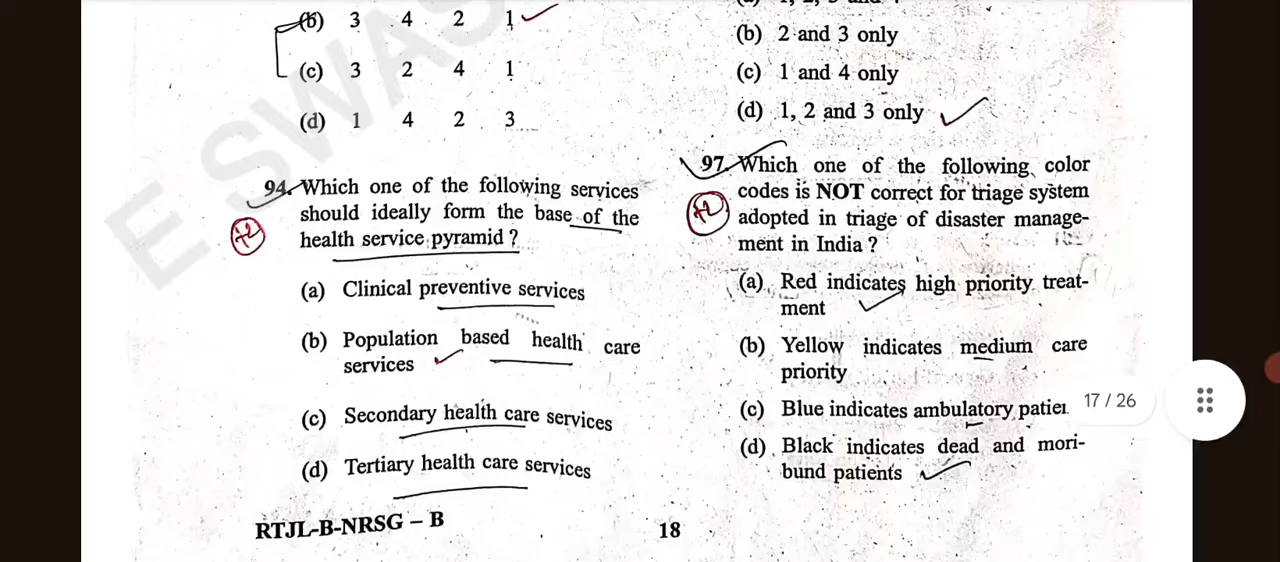 (b) 3 4 2 1
(c) 3 2 4 1
(d) 1 4 2 3
94. Which one of the following services
should ideally form the base of the
health service pyramid ?
(a) Clinical preventive services
(b) Population based health care
services
(c) Secondary health care services
(d) Tertiary health care services
RTJL-B-NRSG – B
(b) 2 and 3 only
(c) 1 and 4 only
(d) 1, 2 and 3 only
97. Which one of the following color
codes is NOT correct for triage system
adopted in triage of disaster manage-
ment in India ?
(a) Red indicates high priority treat-
ment
(b) Yellow indicates medium care
priority
(c) Blue indicates ambulatory patie
(d) Black indicates dead and mori-
bund patients
18
17 / 26
E SWAS